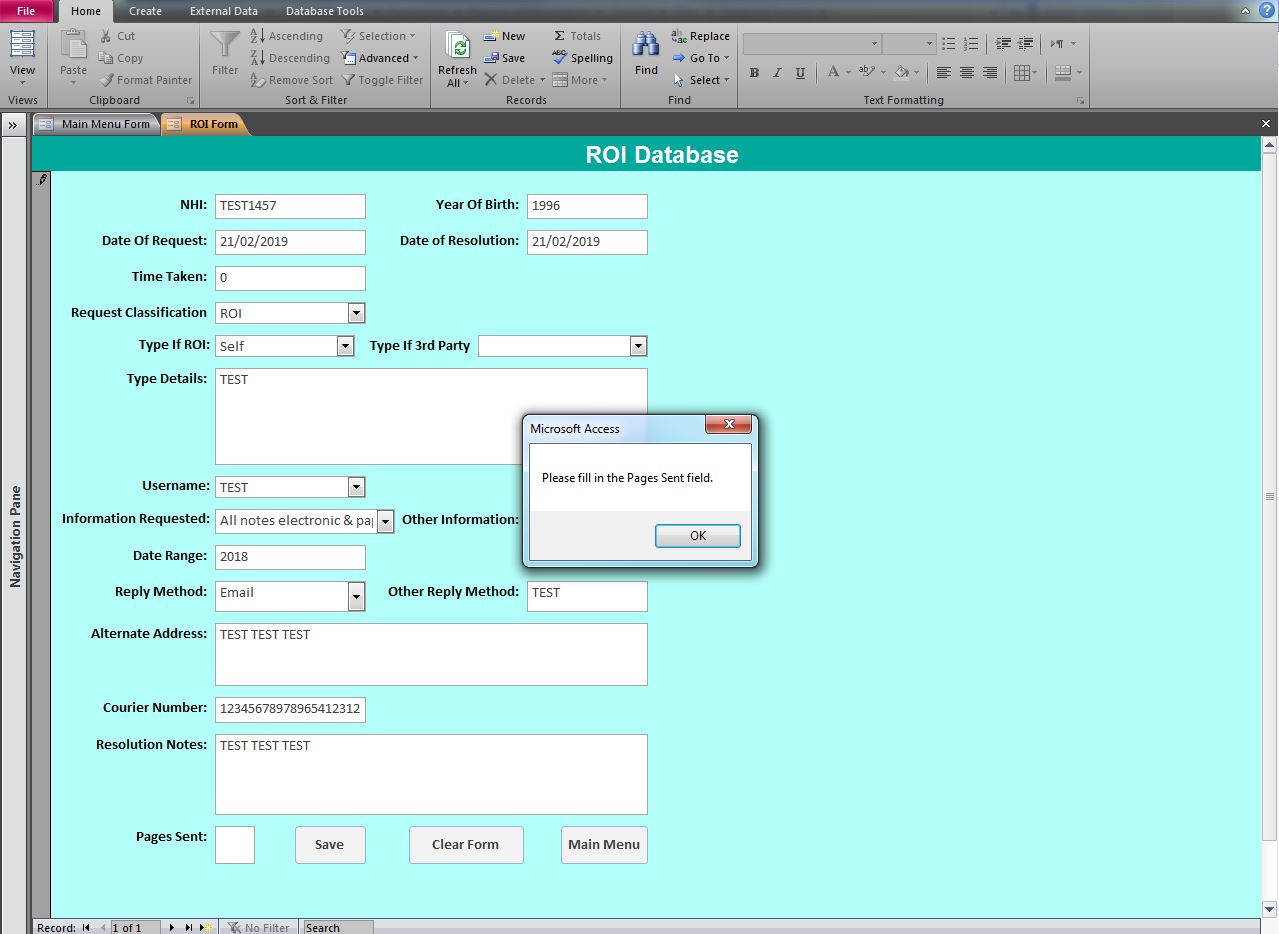 File Home Create External Data Database Tools
View Paste Cut Copy Format Painter Filter Ascending Descending Remove Sort Selection Advanced Toggle Filter Refresh All New Save Delete Totals Spelling More Find Replace Go To Select B I U A ab
Views Clipboard Sort & Filter Records Find Text Formatting
» Main Menu Form ROI Form
ROI Database
NHI: TEST1457 Year Of Birth: 1996
Date Of Request: 21/02/2019 Date of Resolution: 21/02/2019
Time Taken: 0
Request Classification ROI
Type If ROI: Self Type If 3rd Party
Type Details: TEST
Microsoft Access
Please fill in the Pages Sent field.
OK
Username: TEST
Information Requested: All notes electronic & pa Other Information:
Date Range: 2018
Reply Method: Email Other Reply Method: TEST
Alternate Address: TEST TEST TEST
Courier Number: 12345678978965412312
Resolution Notes: TEST TEST TEST
Pages Sent: Save Clear Form Main Menu
Navigation Pane
Record: 1 of 1 No Filter Search